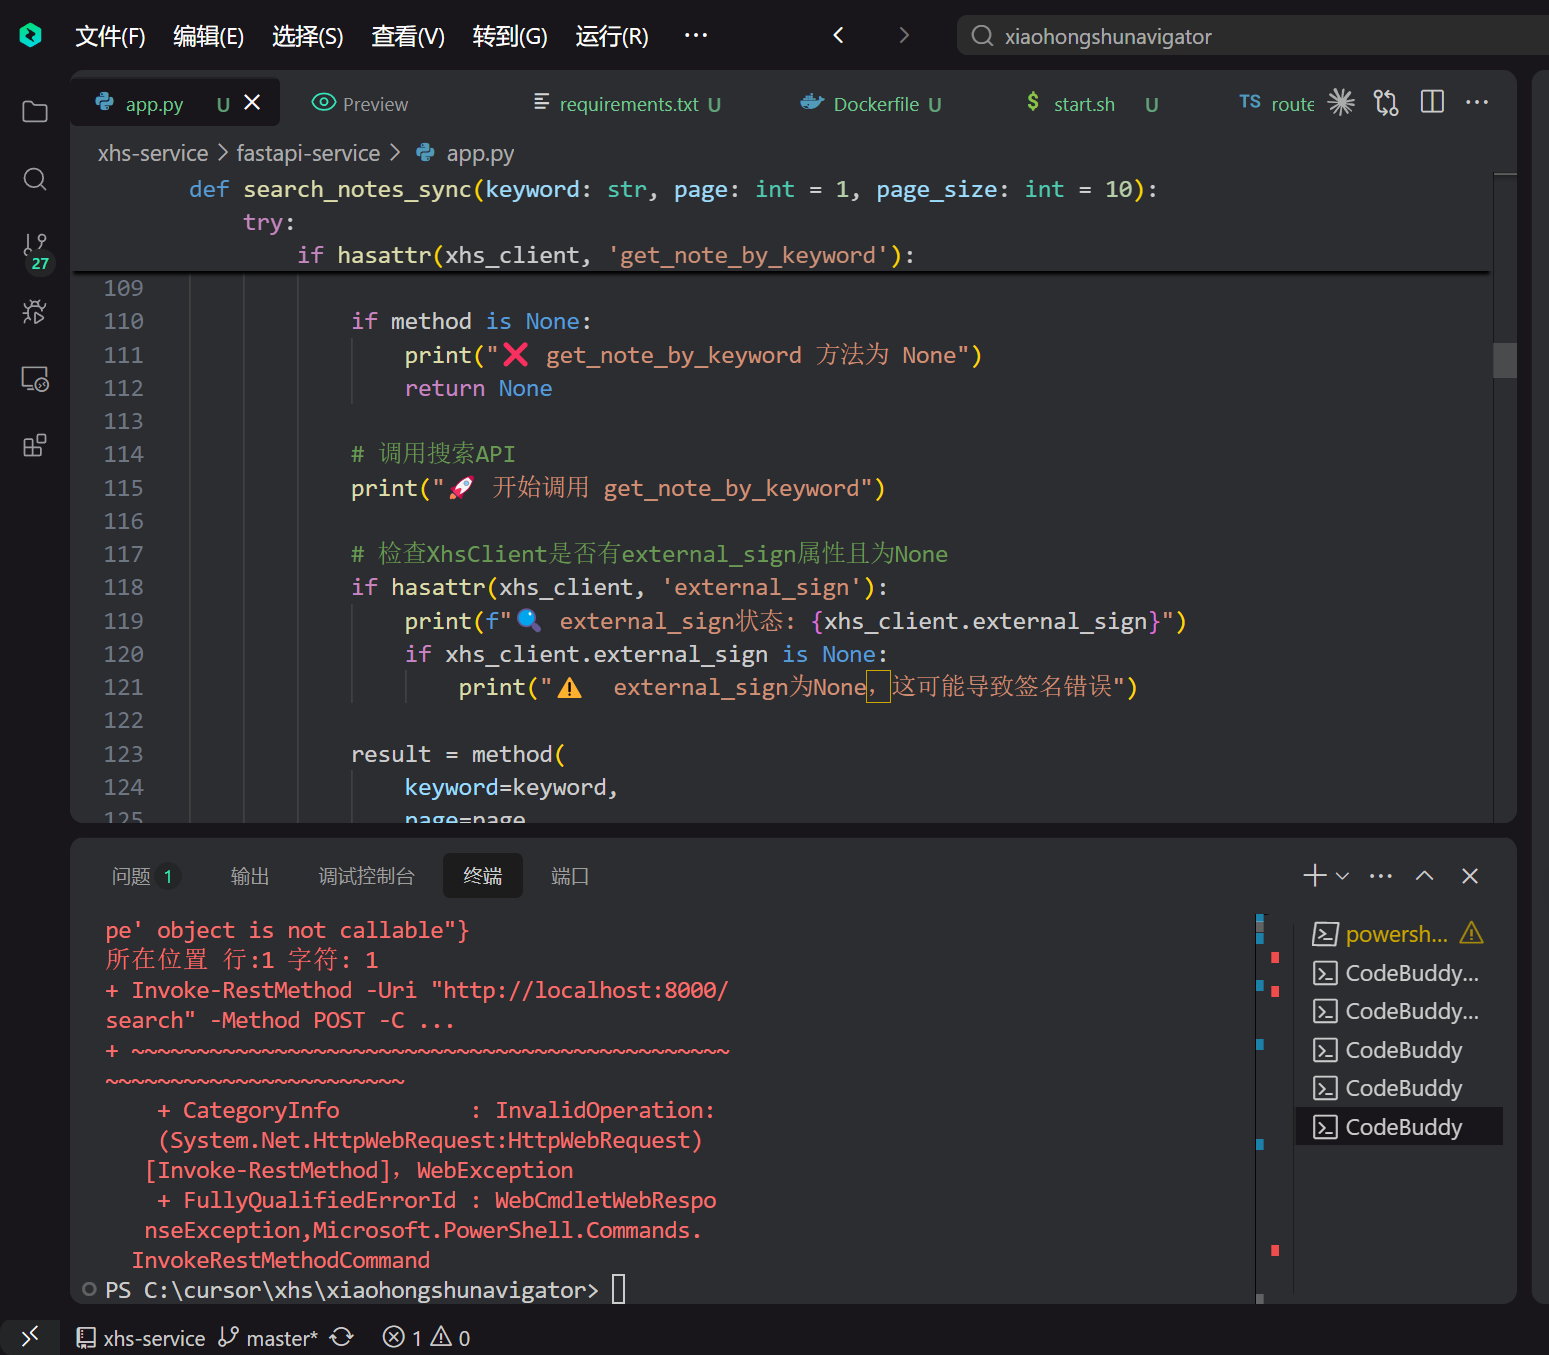 文件(F) 编辑(E) 选择(S) 查看(V) 转到(G) 运行(R) ··· xiaohongshunavigator
app.py U Preview requirements.txt U Dockerfile U $ start.sh U TS route
xhs-service > fastapi-service > app.py
def search_notes_sync(keyword: str, page: int = 1, page_size: int = 10):
try:
if hasattr(xhs_client, 'get_note_by_keyword'):
109
110 if method is None:
111 print("❌ get_note_by_keyword 方法为 None")
112 return None
113
114 # 调用搜索API
115 print("🚀 开始调用 get_note_by_keyword")
116
117 # 检查XhsClient是否有external_sign属性且为None
118 if hasattr(xhs_client, 'external_sign'):
119 print(f"🔍 external_sign状态: {xhs_client.external_sign}")
120 if xhs_client.external_sign is None:
121 print("⚠️ external_sign为None，这可能导致签名错误")
122
123 result = method(
124 keyword=keyword,
125 page=page
27
问题 1 输出 调试控制台 终端 端口
pe' object is not callable"}
所在位置 行:1 字符: 1
+ Invoke-RestMethod -Uri "http://localhost:8000/
search" -Method POST -C ...
+ ~~~~~~~~~~~~~~~~~~~~~~~~~~~~~~~~~~~~~~~~~~~~~~
~~~~~~~~~~~~~~~~~~~~~~~
+ CategoryInfo : InvalidOperation:
(System.Net.HttpWebRequest:HttpWebRequest)
[Invoke-RestMethod]，WebException
+ FullyQualifiedErrorId : WebCmdletWebRespo
nseException,Microsoft.PowerShell.Commands.
InvokeRestMethodCommand
PS C:\cursor\xhs\xiaohongshunavigator>
powersh...
CodeBuddy...
CodeBuddy...
CodeBuddy
CodeBuddy
CodeBuddy
xhs-service master* 1 0